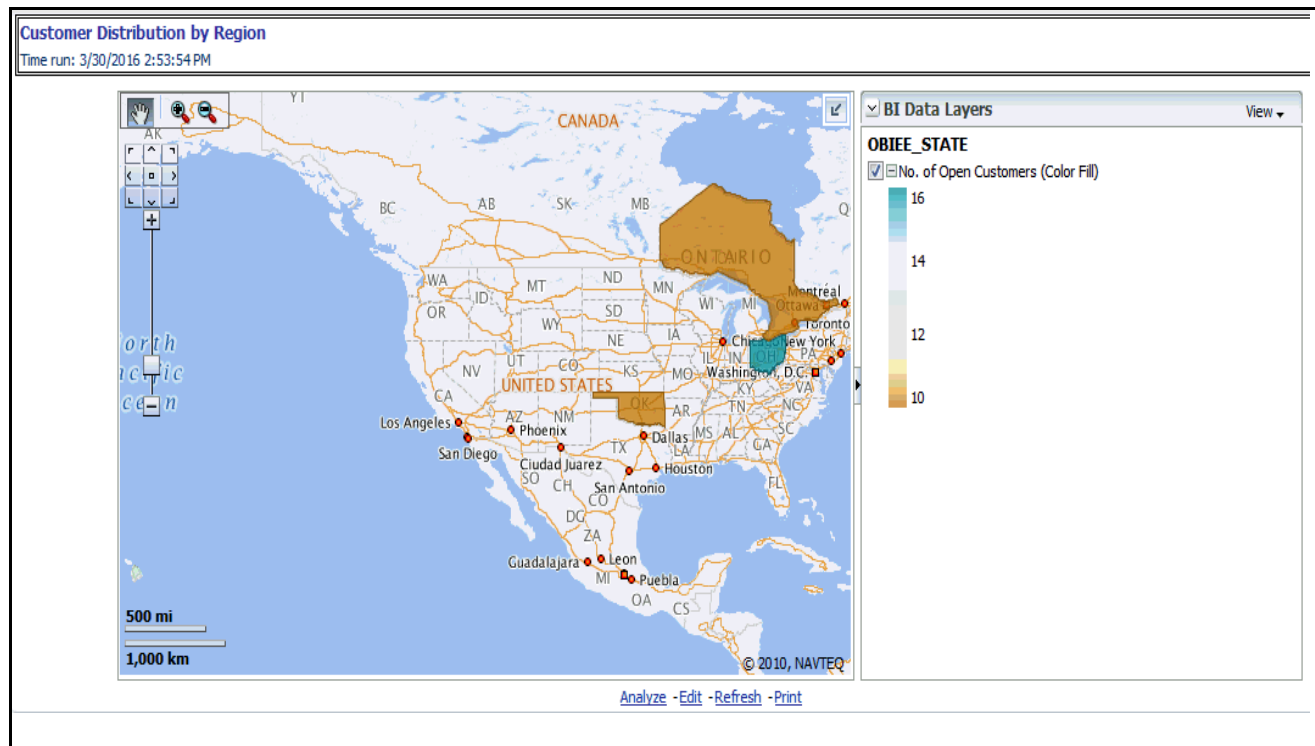 Customer Distribution by Region
Time run: 3/30/2016 2:53:54 PM
YT
AK
CANADA
BC
AB
SK
MB
ONTARIO
WA
MT
ND
MN
OR
ID
SD
WI
MI
Ottawa
Montréal
Toronto
WY
NE
IA
Chicago
New York
NV
UT
CO
KS
MO
IL
IN
OH
PA
Washington, D.C.
UNITED STATES
CA
KY
VA
OK
AR
TN
NC
Los Angeles
AZ
Phoenix
NM
Dallas
MS
AL
SC
GA
San Diego
Ciudad Juarez
TX
LA
Houston
SO
CH
San Antonio
FL
CO
DG
ZA
Guadalajara
Leon
MI
Puebla
OA
CS
500 mi
1,000 km
© 2010, NAVTEQ
BI Data Layers
View
OBIEE_STATE
No. of Open Customers (Color Fill)
16
14
12
10
Analyze - Edit - Refresh - Print